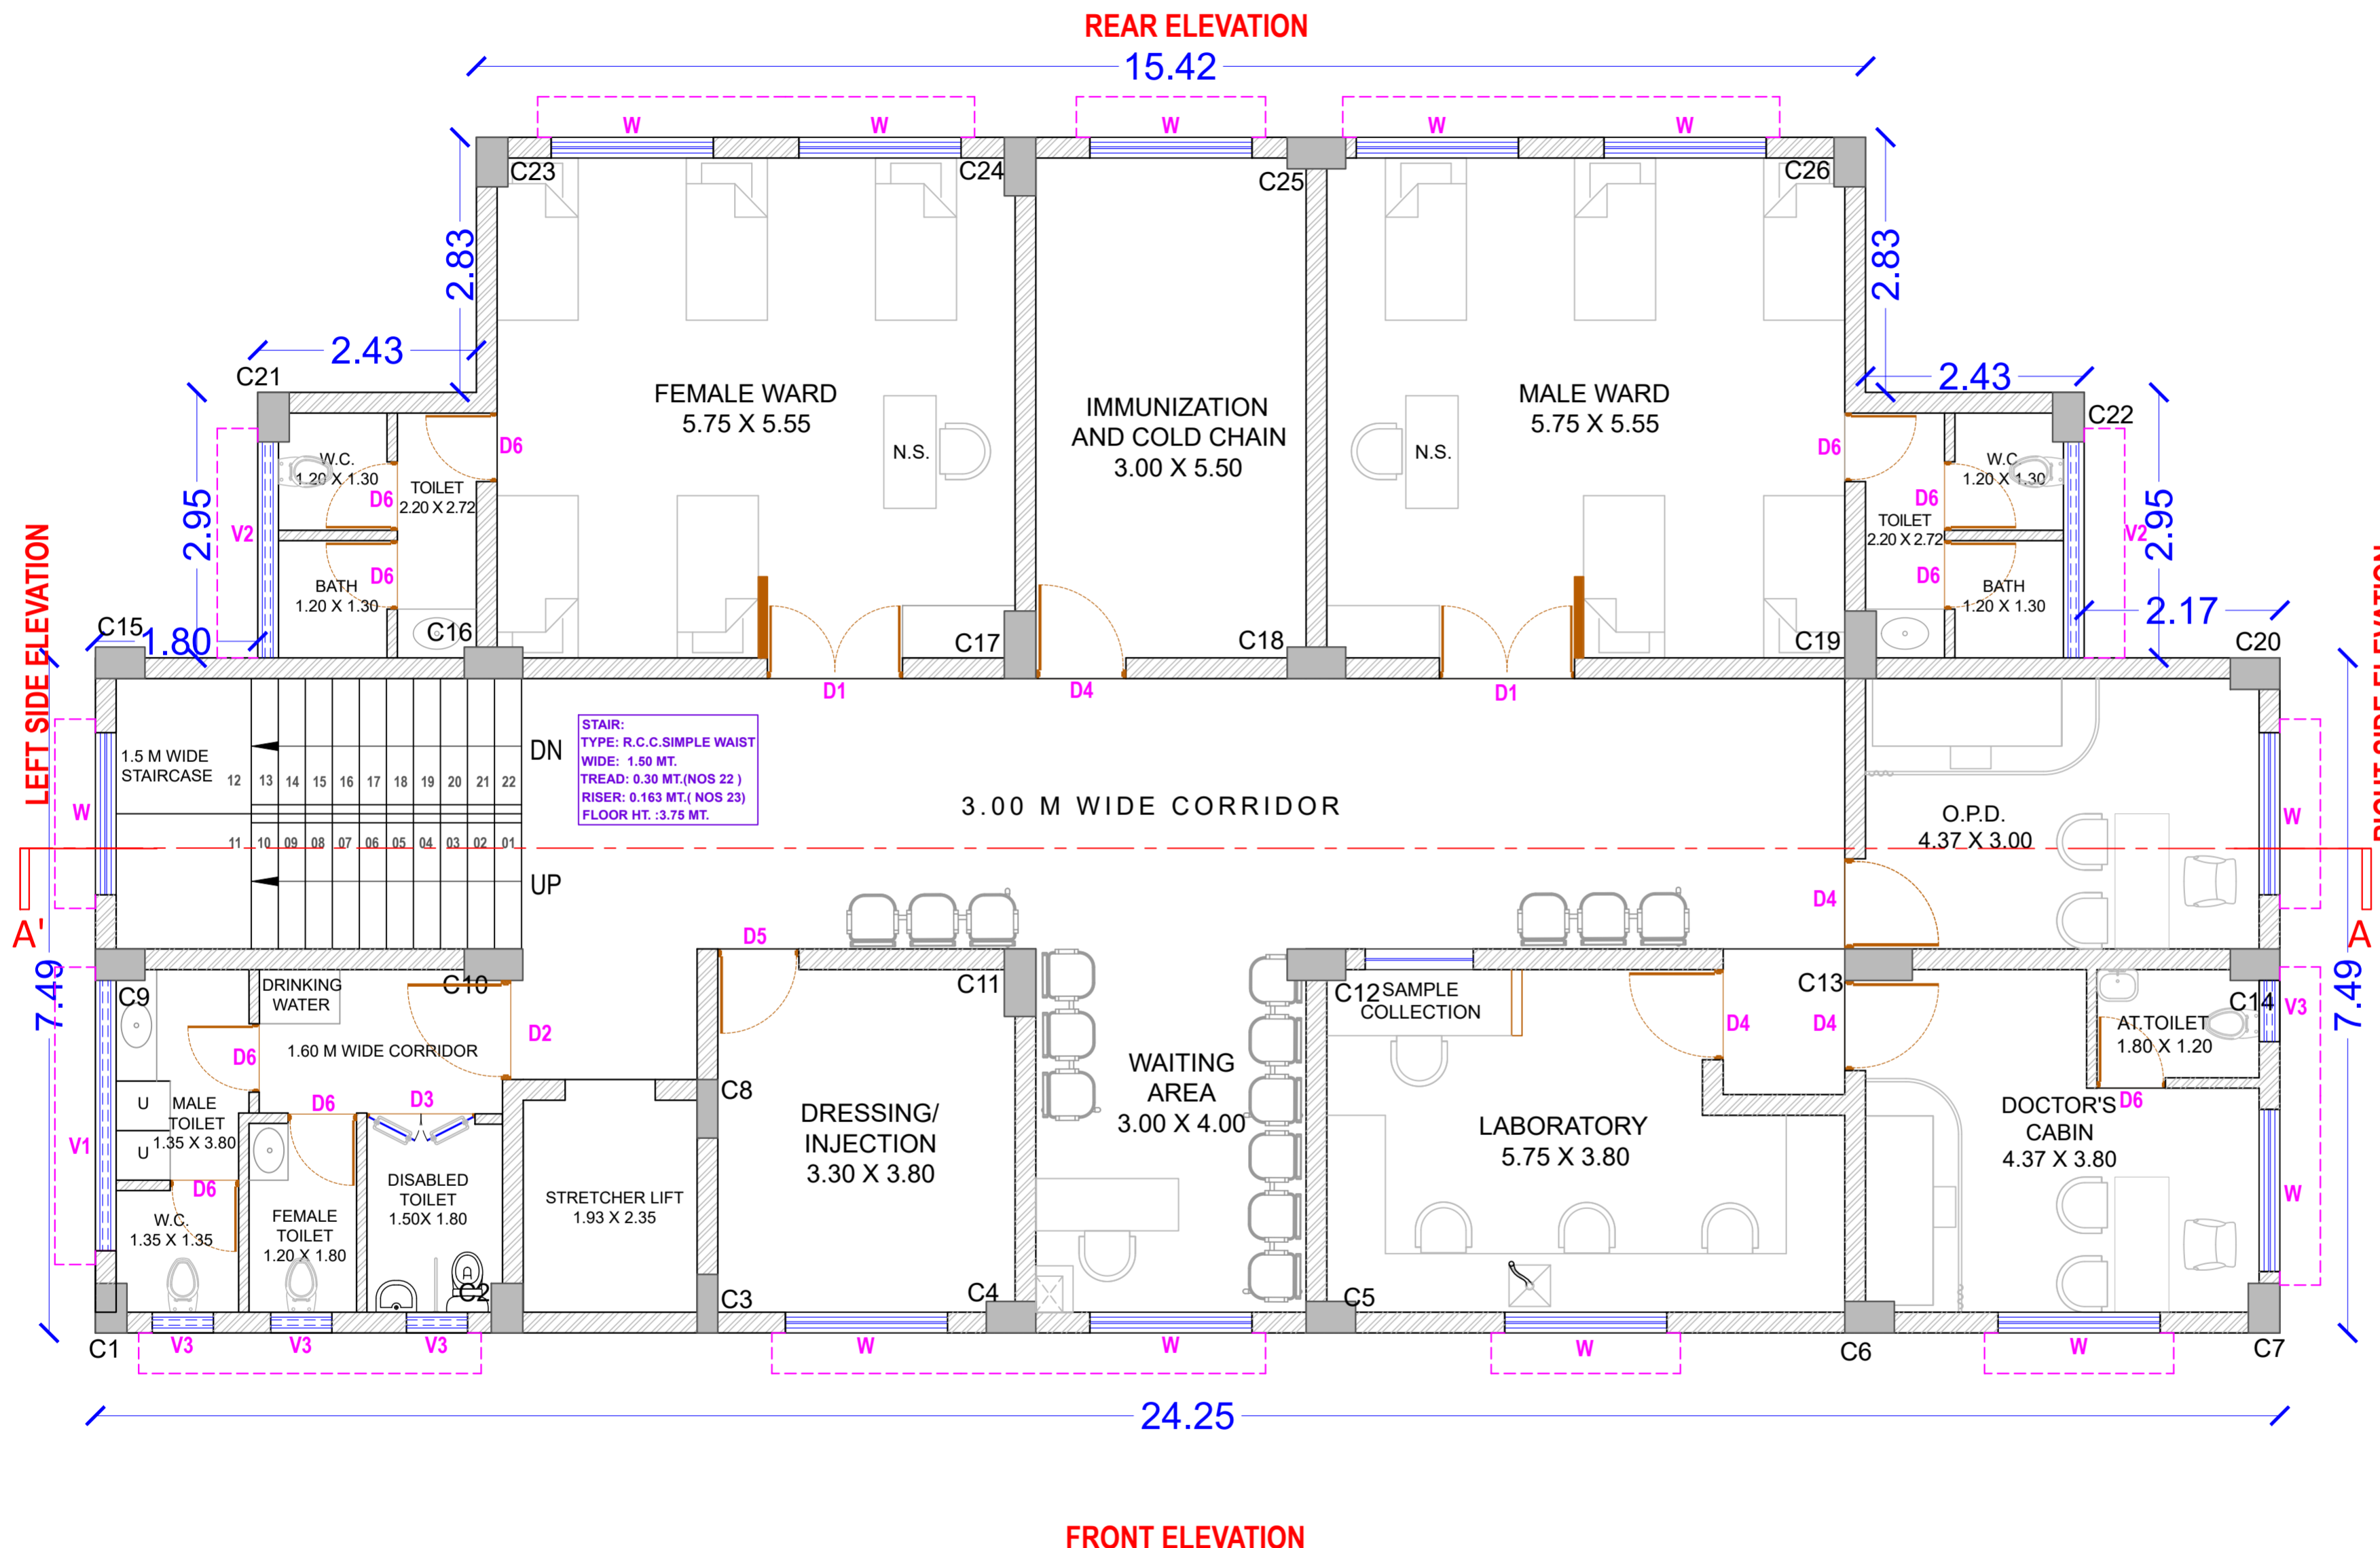 REAR ELEVATION
15.42
W
W
W
W
W
C23
C24
C25
C26
2.83
2.83
2.43
2.43
C21
C22
FEMALE WARD
5.75 X 5.55
IMMUNIZATION
AND COLD CHAIN
3.00 X 5.50
MALE WARD
5.75 X 5.55
N.S.
N.S.
D6
D6
W.C.
1.20 X 1.30
D6
TOILET
2.20 X 2.72
BATH
1.20 X 1.30
D6
V2
2.95
W.C.
1.20 X 1.30
D6
TOILET
2.20 X 2.72
D6
BATH
1.20 X 1.30
V2
2.95
LEFT SIDE ELEVATION
RIGHT SIDE ELEVATION
C15
1.80
C16
C17
C18
C19
2.17
C20
D1
D4
D1
1.5 M WIDE
STAIRCASE
12 13 14 15 16 17 18 19 20 21 22
11 10 09 08 07 06 05 04 03 02 01
DN
UP
STAIR:
TYPE: R.C.C.SIMPLE WAIST
WIDE: 1.50 MT.
TREAD: 0.30 MT.(NOS 22 )
RISER: 0.163 MT.( NOS 23)
FLOOR HT. :3.75 MT.
3.00 M WIDE CORRIDOR
O.P.D.
4.37 X 3.00
W
W
D4
A'
A
7.49
7.49
D5
C9
C10
C11
C12
C13
C14
DRINKING
WATER
D2
1.60 M WIDE CORRIDOR
D6
D6
D3
U
U
MALE
TOILET
1.35 X 3.80
V1
D6
W.C.
1.35 X 1.35
FEMALE
TOILET
1.20 X 1.80
DISABLED
TOILET
1.50X 1.80
STRETCHER LIFT
1.93 X 2.35
C8
DRESSING/
INJECTION
3.30 X 3.80
WAITING
AREA
3.00 X 4.00
SAMPLE
COLLECTION
D4
D4
LABORATORY
5.75 X 3.80
AT.TOILET
1.80 X 1.20
V3
D6
DOCTOR'S
CABIN
4.37 X 3.80
W
C1
C2
C3
C4
C5
C6
C7
V3
V3
V3
W
W
W
W
24.25
FRONT ELEVATION